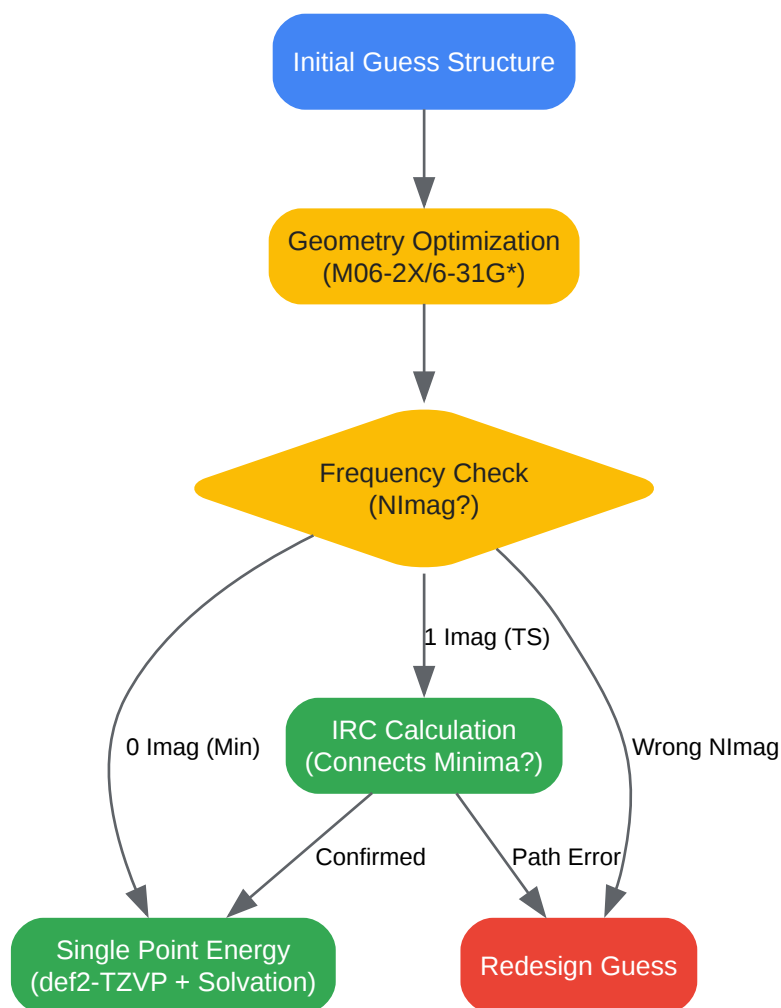 Initial Guess Structure
Geometry Optimization
(M06-2X/6-31G*)
Frequency Check
(NImag?)
1 Imag (TS)
IRC Calculation
(Connects Minima?)
0 Imag (Min)
Wrong NImag
Confirmed
Path Error
Single Point Energy
(def2-TZVP + Solvation)
Redesign Guess